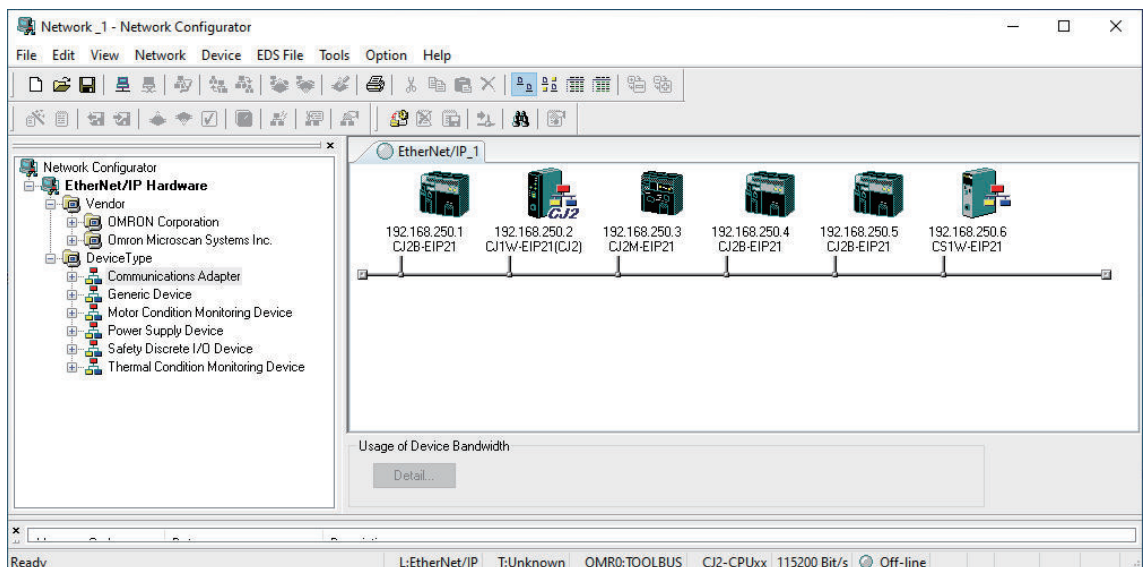 Network _1 - Network Configurator
File Edit View Network Device EDS File Tools Option Help
Network Configurator
EtherNet/IP Hardware
Vendor
OMRON Corporation
Omron Microscan Systems Inc.
DeviceType
Communications Adapter
Generic Device
Motor Condition Monitoring Device
Power Supply Device
Safety Discrete I/O Device
Thermal Condition Monitoring Device
EtherNet/IP_1
CJ2
192.168.250.1 192.168.250.2 192.168.250.3 192.168.250.4 192.168.250.5 192.168.250.6
CJ2B-EIP21 CJ1W-EIP21(CJ2) CJ2M-EIP21 CJ2B-EIP21 CJ2B-EIP21 CS1W-EIP21
Usage of Device Bandwidth
Detail...
Ready L:EtherNet/IP T:Unknown OMR0:TOOLBUS CJ2-CPUxx 115200 Bit/s Off-line